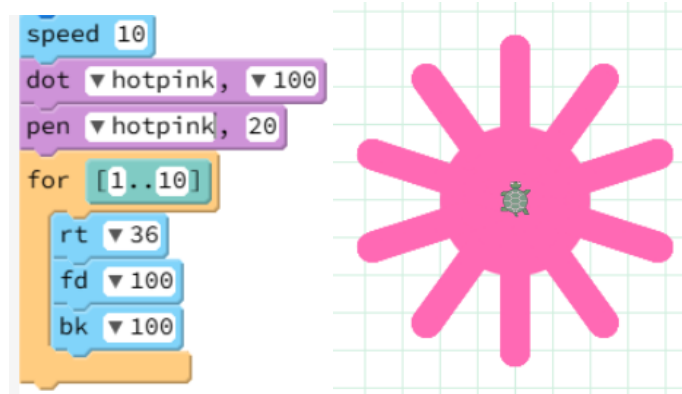 speed 10
dot ▼hotpink, ▼100
pen ▼hotpink, 20
for [1..10]
rt ▼36
fd ▼100
bk ▼100